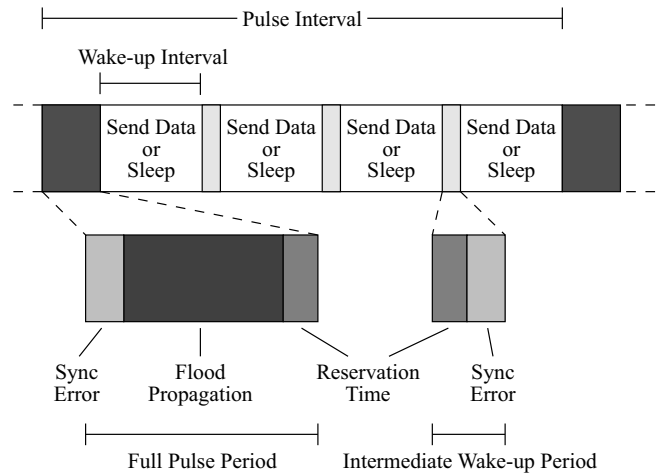 Pulse Interval
Wake-up Interval
Send Data
or
Sleep
Send Data
or
Sleep
Send Data
or
Sleep
Send Data
or
Sleep
Sync
Error
Flood
Propagation
Reservation
Time
Sync
Error
Full Pulse Period
Intermediate Wake-up Period